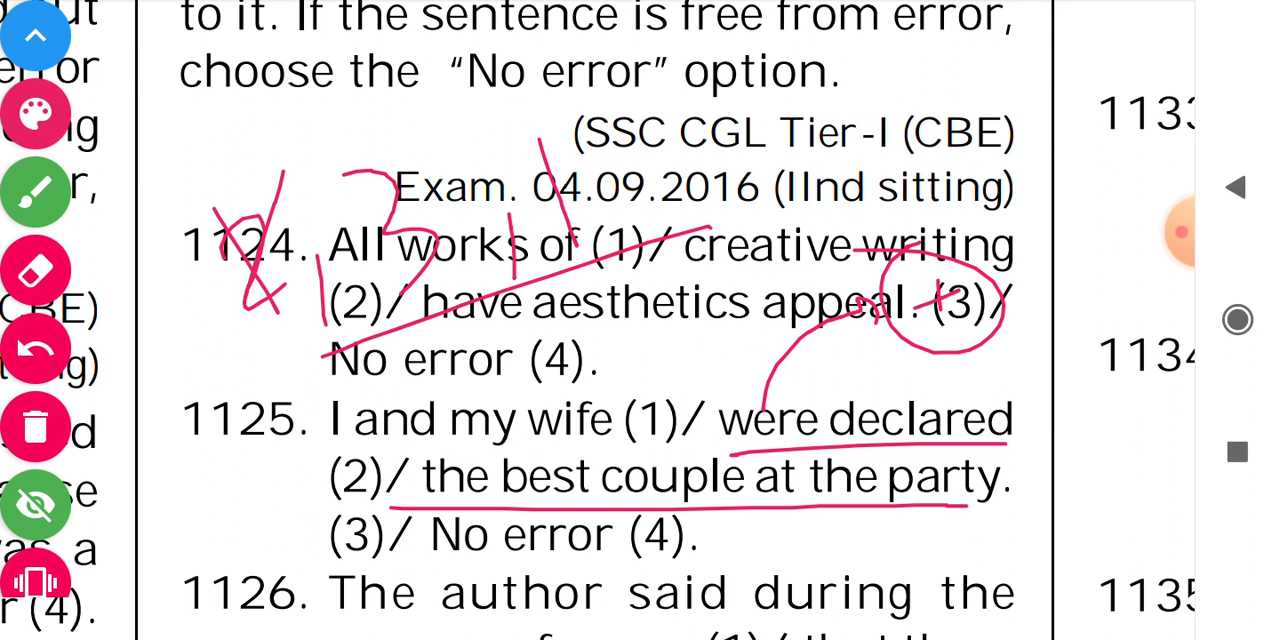 to it. If the sentence is free from error,
choose the “No error” option.
(SSC CGL Tier-I (CBE)
Exam. 04.09.2016 (IInd sitting)
1124. All works of (1)/ creative writing
(2)/ have aesthetics appeal. (3)/
No error (4).
1125. I and my wife (1)/ were declared
(2)/ the best couple at the party.
(3)/ No error (4).
1126. The author said during the
1133
1134
1135